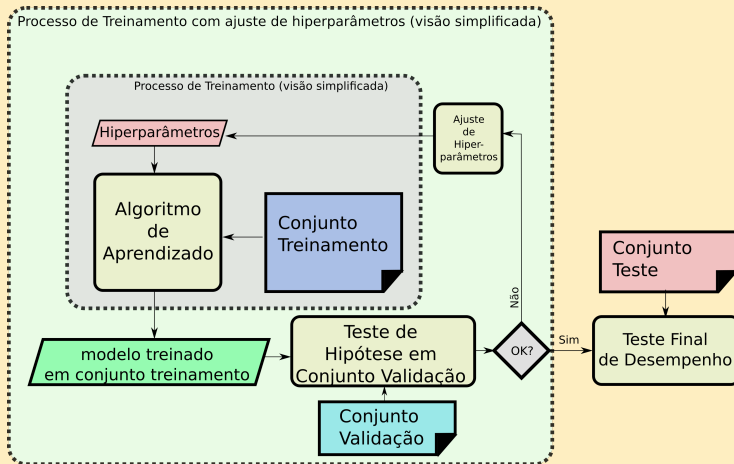 Processo de Treinamento com ajuste de hiperparâmetros (visão simplificada)
Processo de Treinamento (visão simplificada)
Hiperparâmetros
Ajuste
de
Hiper-
parâmetros
Algoritmo
de
Aprendizado
Conjunto
Treinamento
Conjunto
Teste
Não
modelo treinado
em conjunto treinamento
Teste de
Hipótese em
Conjunto Validação
OK?
Sim
Teste Final
de Desempenho
Conjunto
Validação